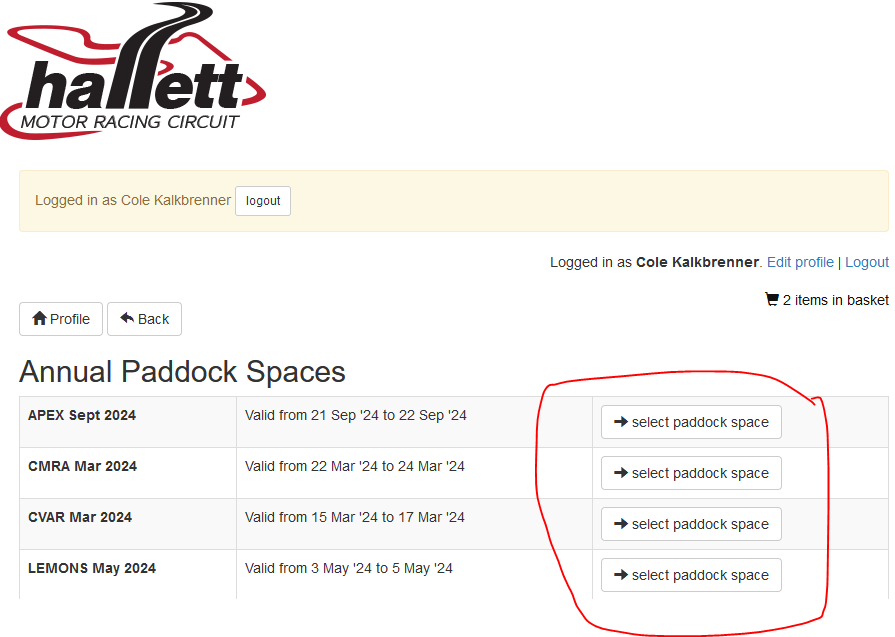 hallett
MOTOR RACING CIRCUIT
Logged in as Cole Kalkbrenner logout
Logged in as Cole Kalkbrenner. Edit profile | Logout
2 items in basket
Profile Back
Annual Paddock Spaces
APEX Sept 2024 Valid from 21 Sep '24 to 22 Sep '24 select paddock space
CMRA Mar 2024 Valid from 22 Mar '24 to 24 Mar '24 select paddock space
CVAR Mar 2024 Valid from 15 Mar '24 to 17 Mar '24 select paddock space
LEMONS May 2024 Valid from 3 May '24 to 5 May '24 select paddock space